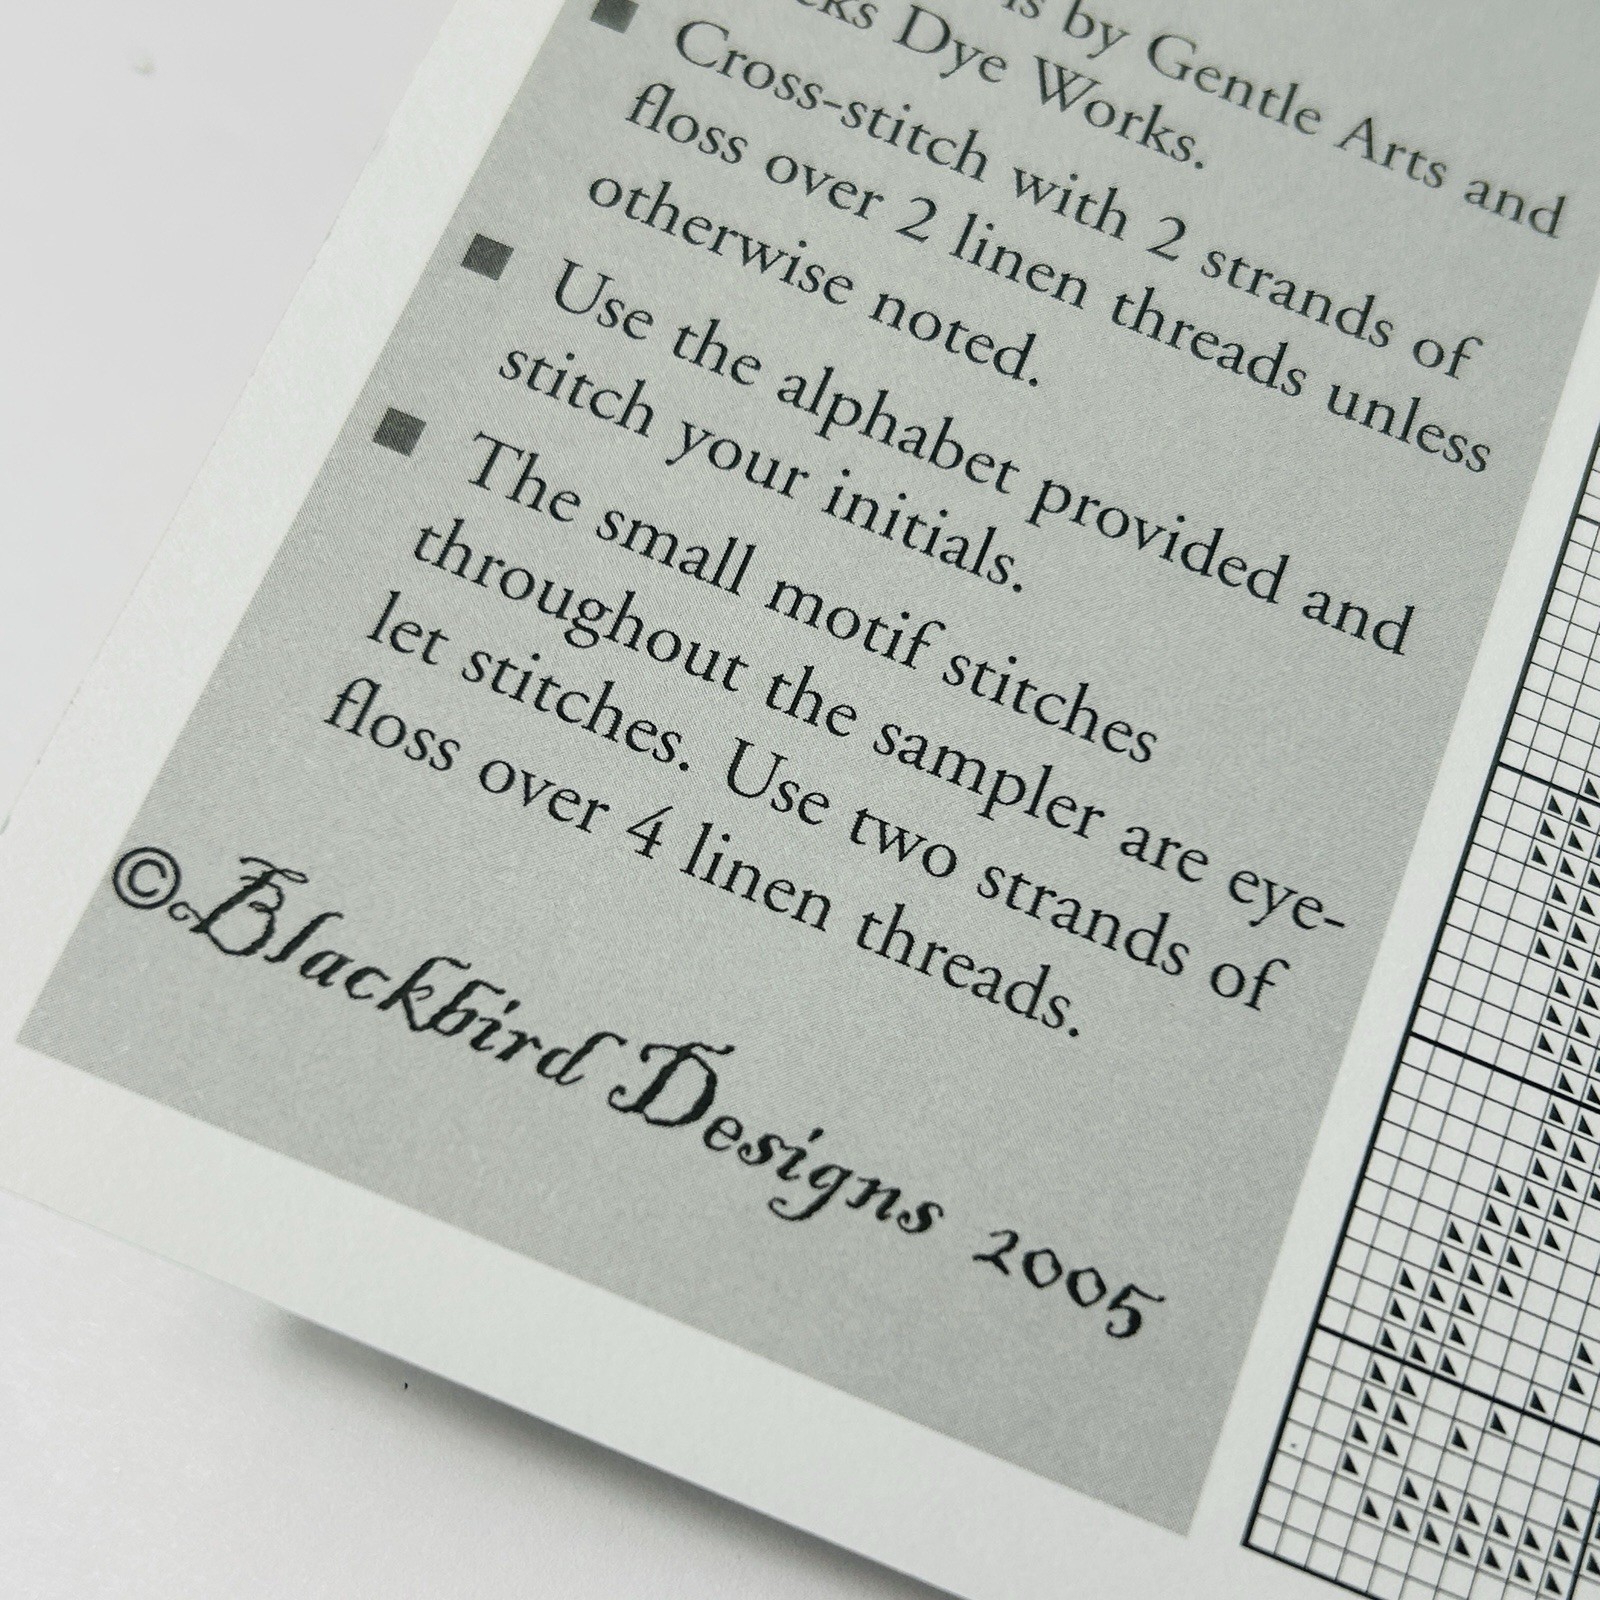 by Gentle Arts and
Dye Works.
Cross-stitch with 2 strands of
floss over 2 linen threads unless
otherwise noted.
Use the alphabet provided and
stitch your initials.
The small motif stitches
throughout the sampler are eye-
let stitches. Use two strands of
floss over 4 linen threads.
©Blackbird Designs 2005